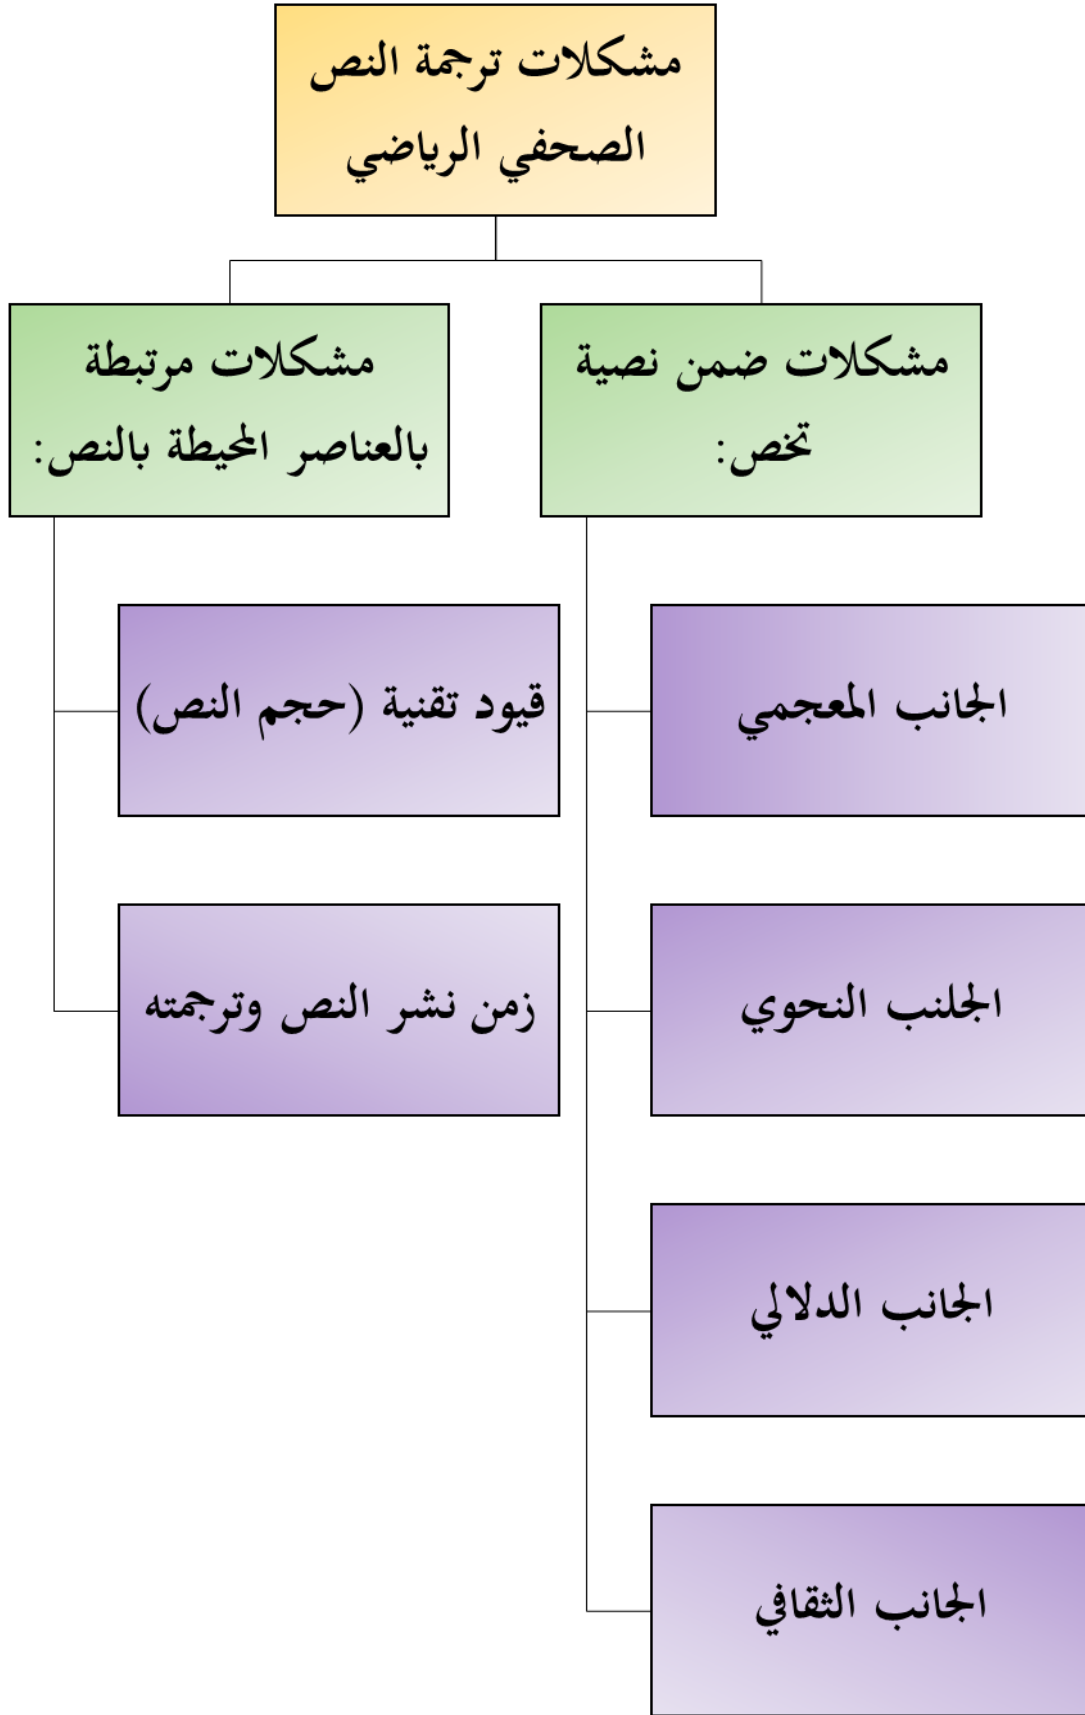 مشكلات ترجمة النص
الصحفي الرياضي
مشكلات ضمن نصية
تخص:
الجانب المعجمي
الجلنب النحوي
الجانب الدلالي
الجانب الثقافي
مشكلات مرتبطة
بالعناصر المحيطة بالنص:
قيود تقنية (حجم النص)
زمن نشر النص وترجمته